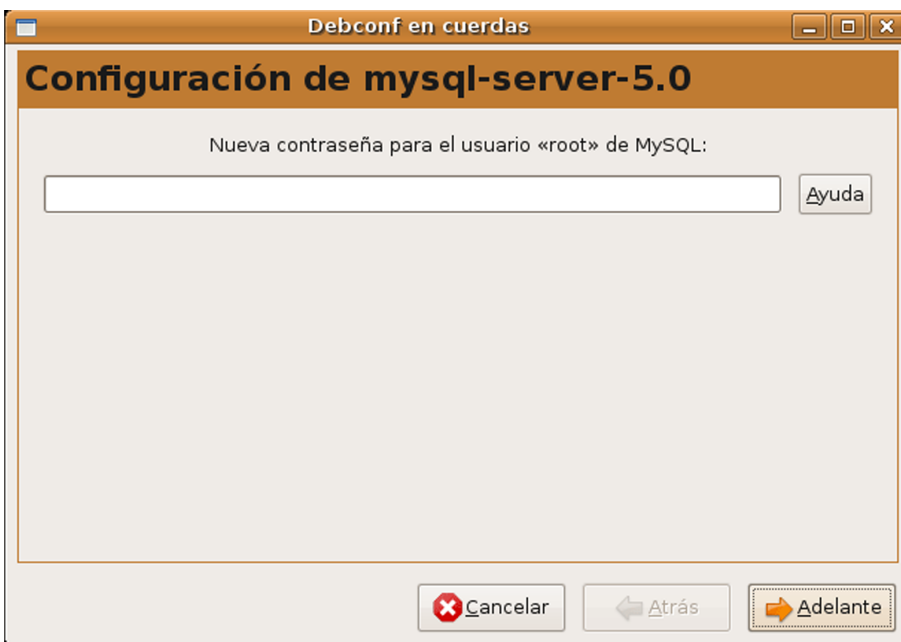 Debconf en cuerdas
Configuración de mysql-server-5.0
Nueva contraseña para el usuario «root» de MySQL:
Ayuda
Cancelar
Atrás
Adelante